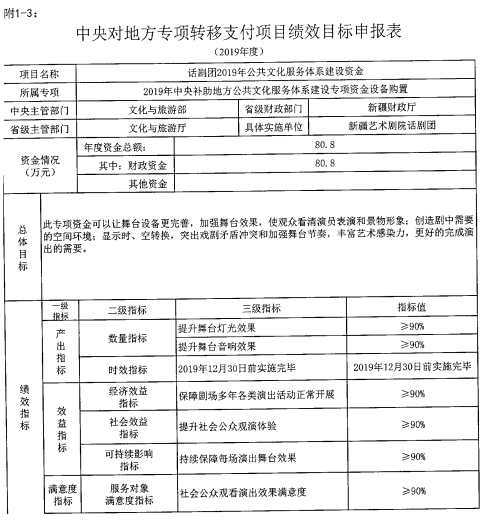 附1-3:
中央对地方专项转移支付项目绩效目标申报表
(2019年度)
项目名称 话剧团2019年公共文化服务体系建设资金
所属专项 2019年中央补助地方公共文化服务体系建设专项资金设备购置
中央主管部门 文化与旅游部 省级财政部门 新疆财政厅
省级主管部门 文化与旅游厅 具体实施单位 新疆艺术剧院话剧团
资金情况
(万元)
年度资金总额: 80.8
其中: 财政资金 80.8
其他资金
总体目标
此专项资金可以让舞台设备更完善，加强舞台效果，使观众看清演员表演和景物形象；创造剧中需要
的空间环境；显示时、空转换，突出戏剧矛盾冲突和加强舞台节奏，丰富艺术感染力，更好的完成演
出的需要。
绩效指标
一级
指标
二级指标 三级指标 指标值
产出指标
数量指标
提升舞台灯光效果 ≥90%
提升舞台音响效果 ≥90%
时效指标 2019年12月30日前实施完毕 2019年12月30日前实施完毕
效益指标
经济效益
指标
保障剧场多年各类演出活动正常开展 ≥90%
社会效益
指标
提升社会公众观演体验 ≥90%
可持续影响
指标
持续保障每场演出舞台效果 ≥90%
满意度
指标
服务对象
满意度指标
社会公众观看演出效果满意度 ≥90%